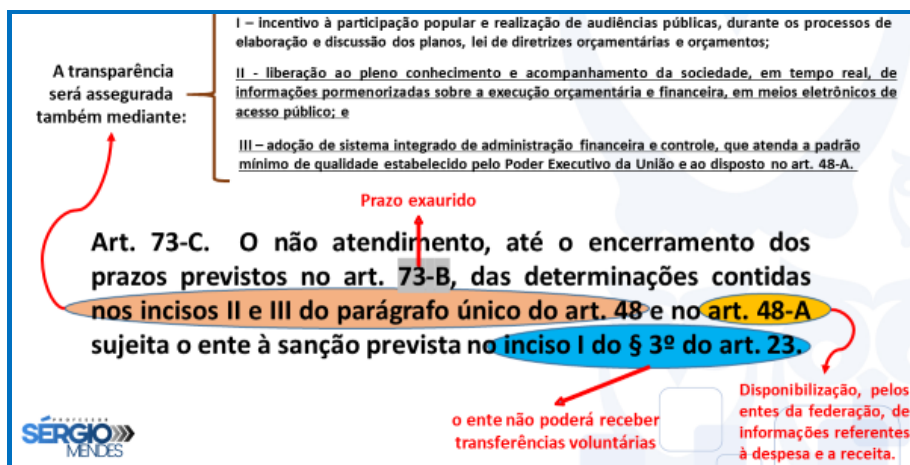 I – incentivo à participação popular e realização de audiências públicas, durante os processos de
elaboração e discussão dos planos, lei de diretrizes orçamentárias e orçamentos;
A transparência
será assegurada
também mediante:
II - liberação ao pleno conhecimento e acompanhamento da sociedade, em tempo real, de
informações pormenorizadas sobre a execução orçamentária e financeira, em meios eletrônicos de
acesso público; e
III – adoção de sistema integrado de administração financeira e controle, que atenda a padrão
mínimo de qualidade estabelecido pelo Poder Executivo da União e ao disposto no art. 48-A.
Prazo exaurido
Art. 73-C. O não atendimento, até o encerramento dos
prazos previstos no art. 73-B, das determinações contidas
nos incisos II e III do parágrafo único do art. 48 e no art. 48-A
sujeita o ente à sanção prevista no inciso I do § 3º do art. 23.
o ente não poderá receber
transferências voluntárias
Disponibilização, pelos
entes da federação, de
informações referentes
à despesa e a receita.
PROFESSOR
SÉRGIO
MENDES